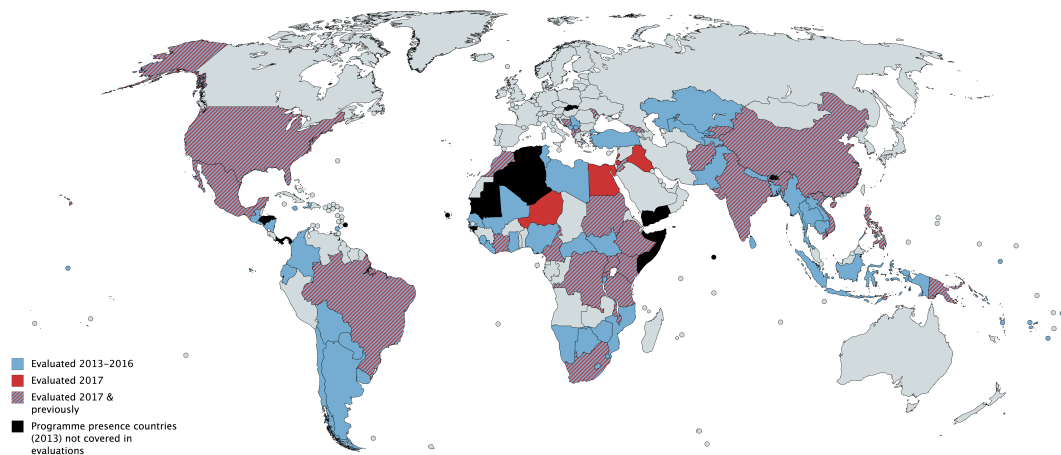 Evaluated 2013–2016
Evaluated 2017
Evaluated 2017 &
previously
Programme presence countries
(2013) not covered in
evaluations